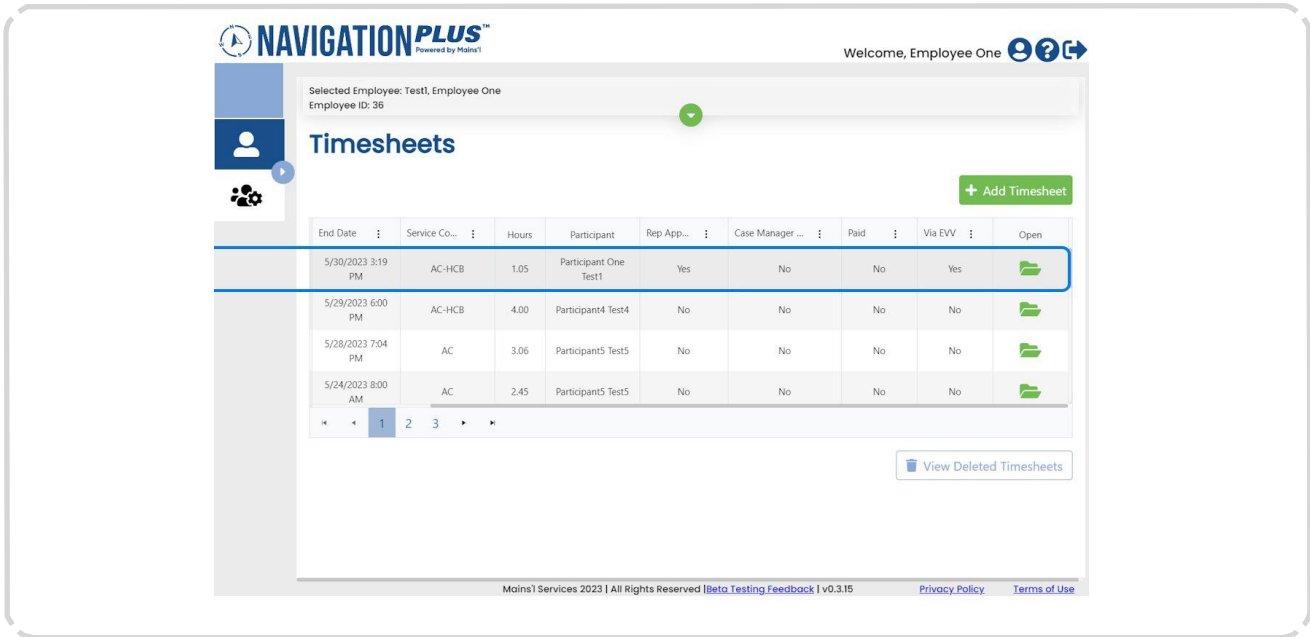 NAVIGATION PLUS™
Powered by Mains'l
Welcome, Employee One
Selected Employee: Test1, Employee One
Employee ID: 36
Timesheets
+ Add Timesheet
End Date Service Co... Hours Participant Rep App... Case Manager ... Paid Via EVV Open
5/30/2023 3:19 PM AC-HCB 1.05 Participant One Test1 Yes No No Yes
5/29/2023 6:00 PM AC-HCB 4.00 Participant4 Test4 No No No No
5/28/2023 7:04 PM AC 3.06 Participant5 Test5 No No No No
5/24/2023 8:00 AM AC 2.45 Participant5 Test5 No No No No
1 2 3
View Deleted Timesheets
Mains'l Services 2023 | All Rights Reserved |Beta Testing Feedback | v0.3.15 Privacy Policy Terms of Use